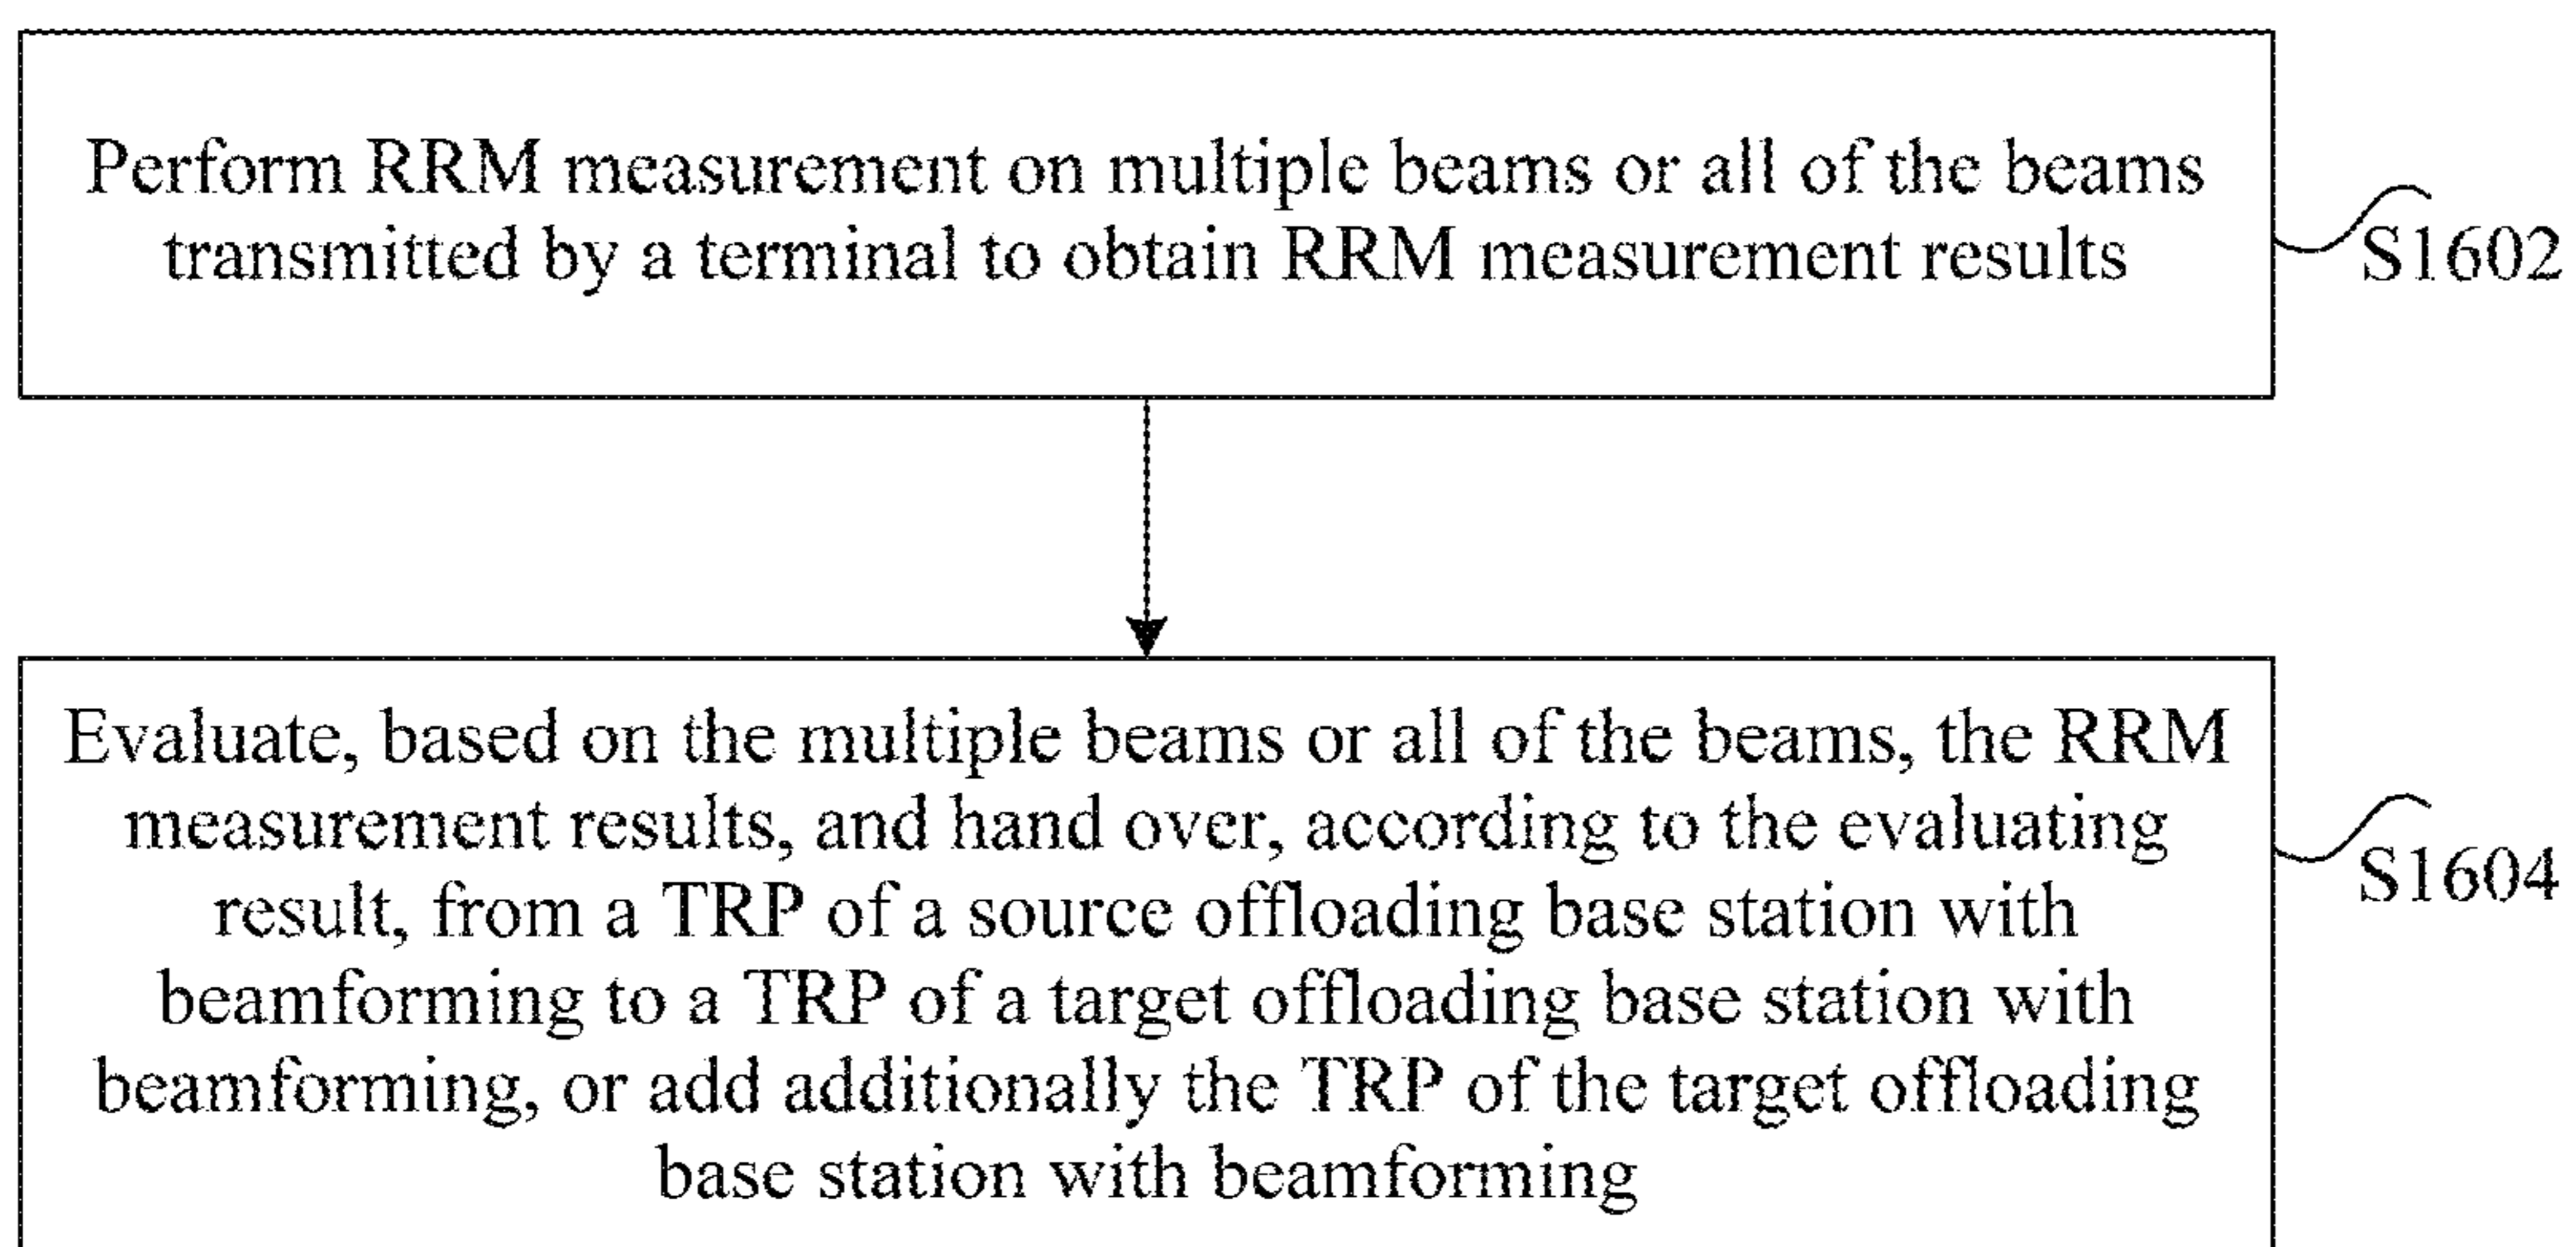 Perform RRM measurement on multiple beams or all of the beams
transmitted by a terminal to obtain RRM measurement results
S1602
Evaluate, based on the multiple beams or all of the beams, the RRM
measurement results, and hand over, according to the evaluating
result, from a TRP of a source offloading base station with
beamforming to a TRP of a target offloading base station with
beamforming, or add additionally the TRP of the target offloading
base station with beamforming
S1604